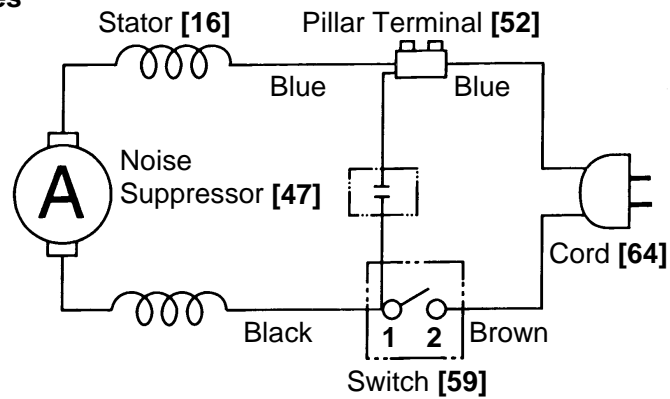 es
Stator [16]
Pillar Terminal [52]
Blue
Blue
A
Noise
Suppressor [47]
Cord [64]
Black
1
2
Brown
Switch [59]